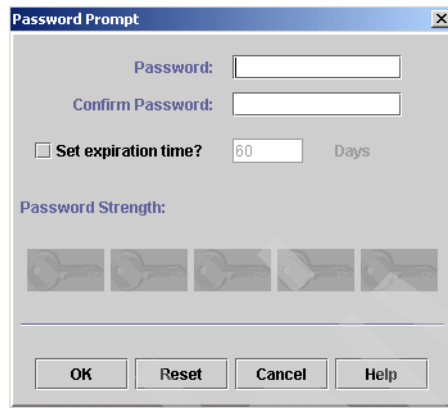 Password Prompt
Password:
Confirm Password:
Set expiration time? 60 Days
Password Strength:
OK Reset Cancel Help